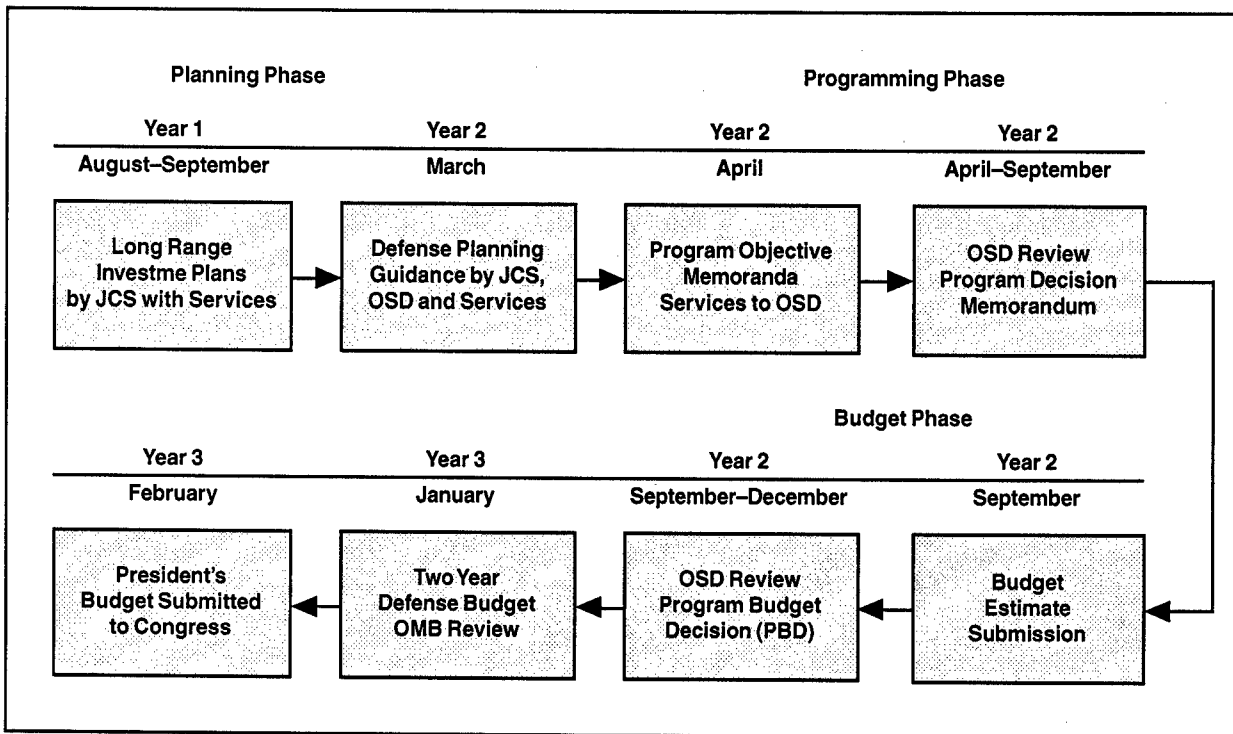 Planning Phase
Programming Phase
Year 1
Year 2
Year 2
Year 2
August–September
March
April
April–September
Long Range
Investme Plans
by JCS with Services
Defense Planning
Guidance by JCS,
OSD and Services
Program Objective
Memoranda
Services to OSD
OSD Review
Program Decision
Memorandum
Budget Phase
Year 3
Year 3
Year 2
Year 2
February
January
September–December
September
President's
Budget Submitted
to Congress
Two Year
Defense Budget
OMB Review
OSD Review
Program Budget
Decision (PBD)
Budget
Estimate
Submission